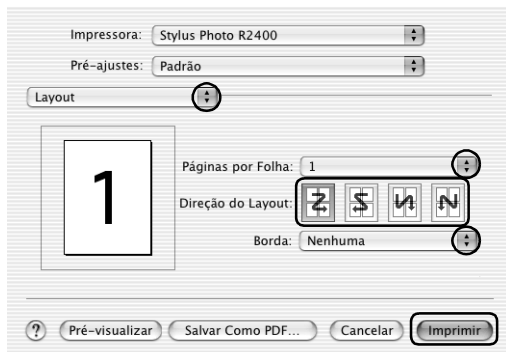 Impressora: Stylus Photo R2400
Pré-ajustes: Padrão
Layout
1
Páginas por Folha: 1
Direção do Layout:
Borda: Nenhuma
? Pré-visualizar Salvar Como PDF... Cancelar Imprimir